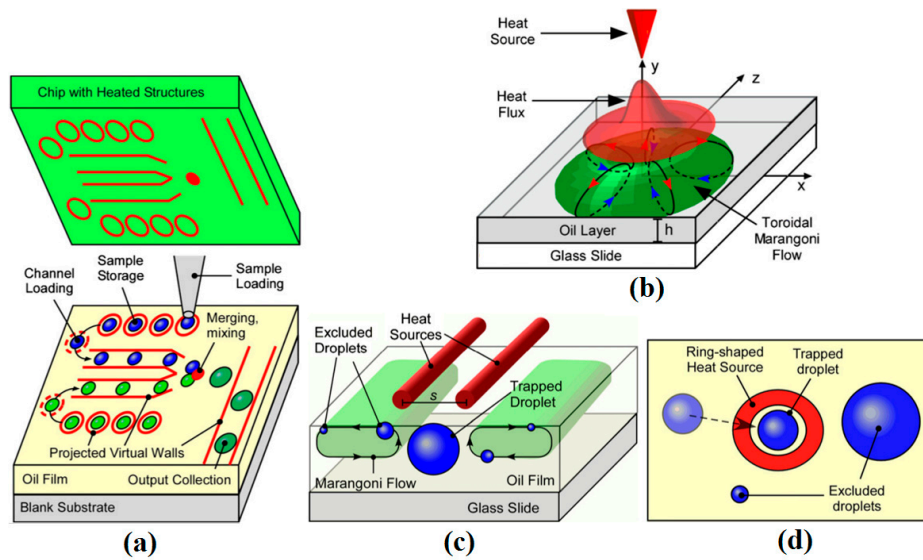 Chip with Heated Structures
Channel
Loading
Sample
Storage
Sample
Loading
Merging,
mixing
Projected Virtual Walls
Output Collection
Oil Film
Blank Substrate
(a)
Heat
Source
Heat
Flux
y
z
x
h
Oil Layer
Glass Slide
Toroidal
Marangoni
Flow
(b)
Excluded
Droplets
Heat
Sources
Trapped
Droplet
s
Marangoni Flow
Oil Film
Glass Slide
(c)
Ring-shaped
Heat Source
Trapped
droplet
Excluded
droplets
(d)